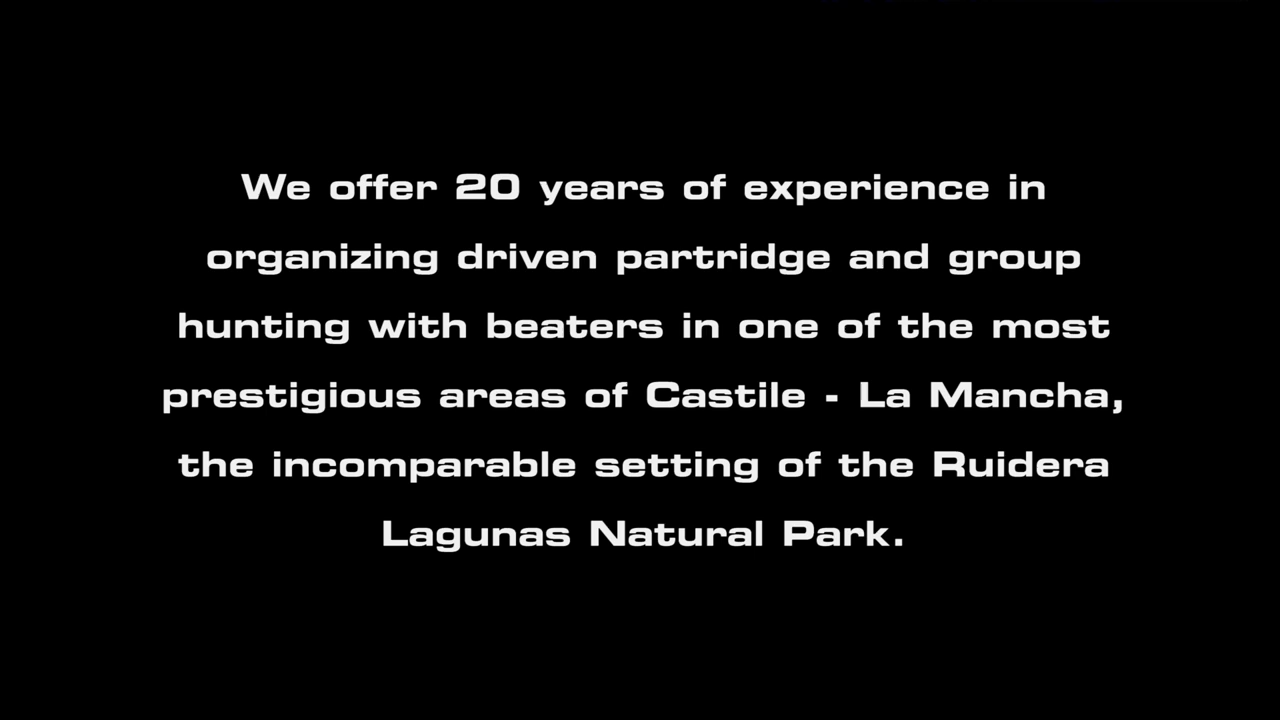 We offer 20 years of experience in
organizing driven partridge and group
hunting with beaters in one of the most
prestigious areas of Castile - La Mancha,
the incomparable setting of the Ruidera
Lagunas Natural Park.